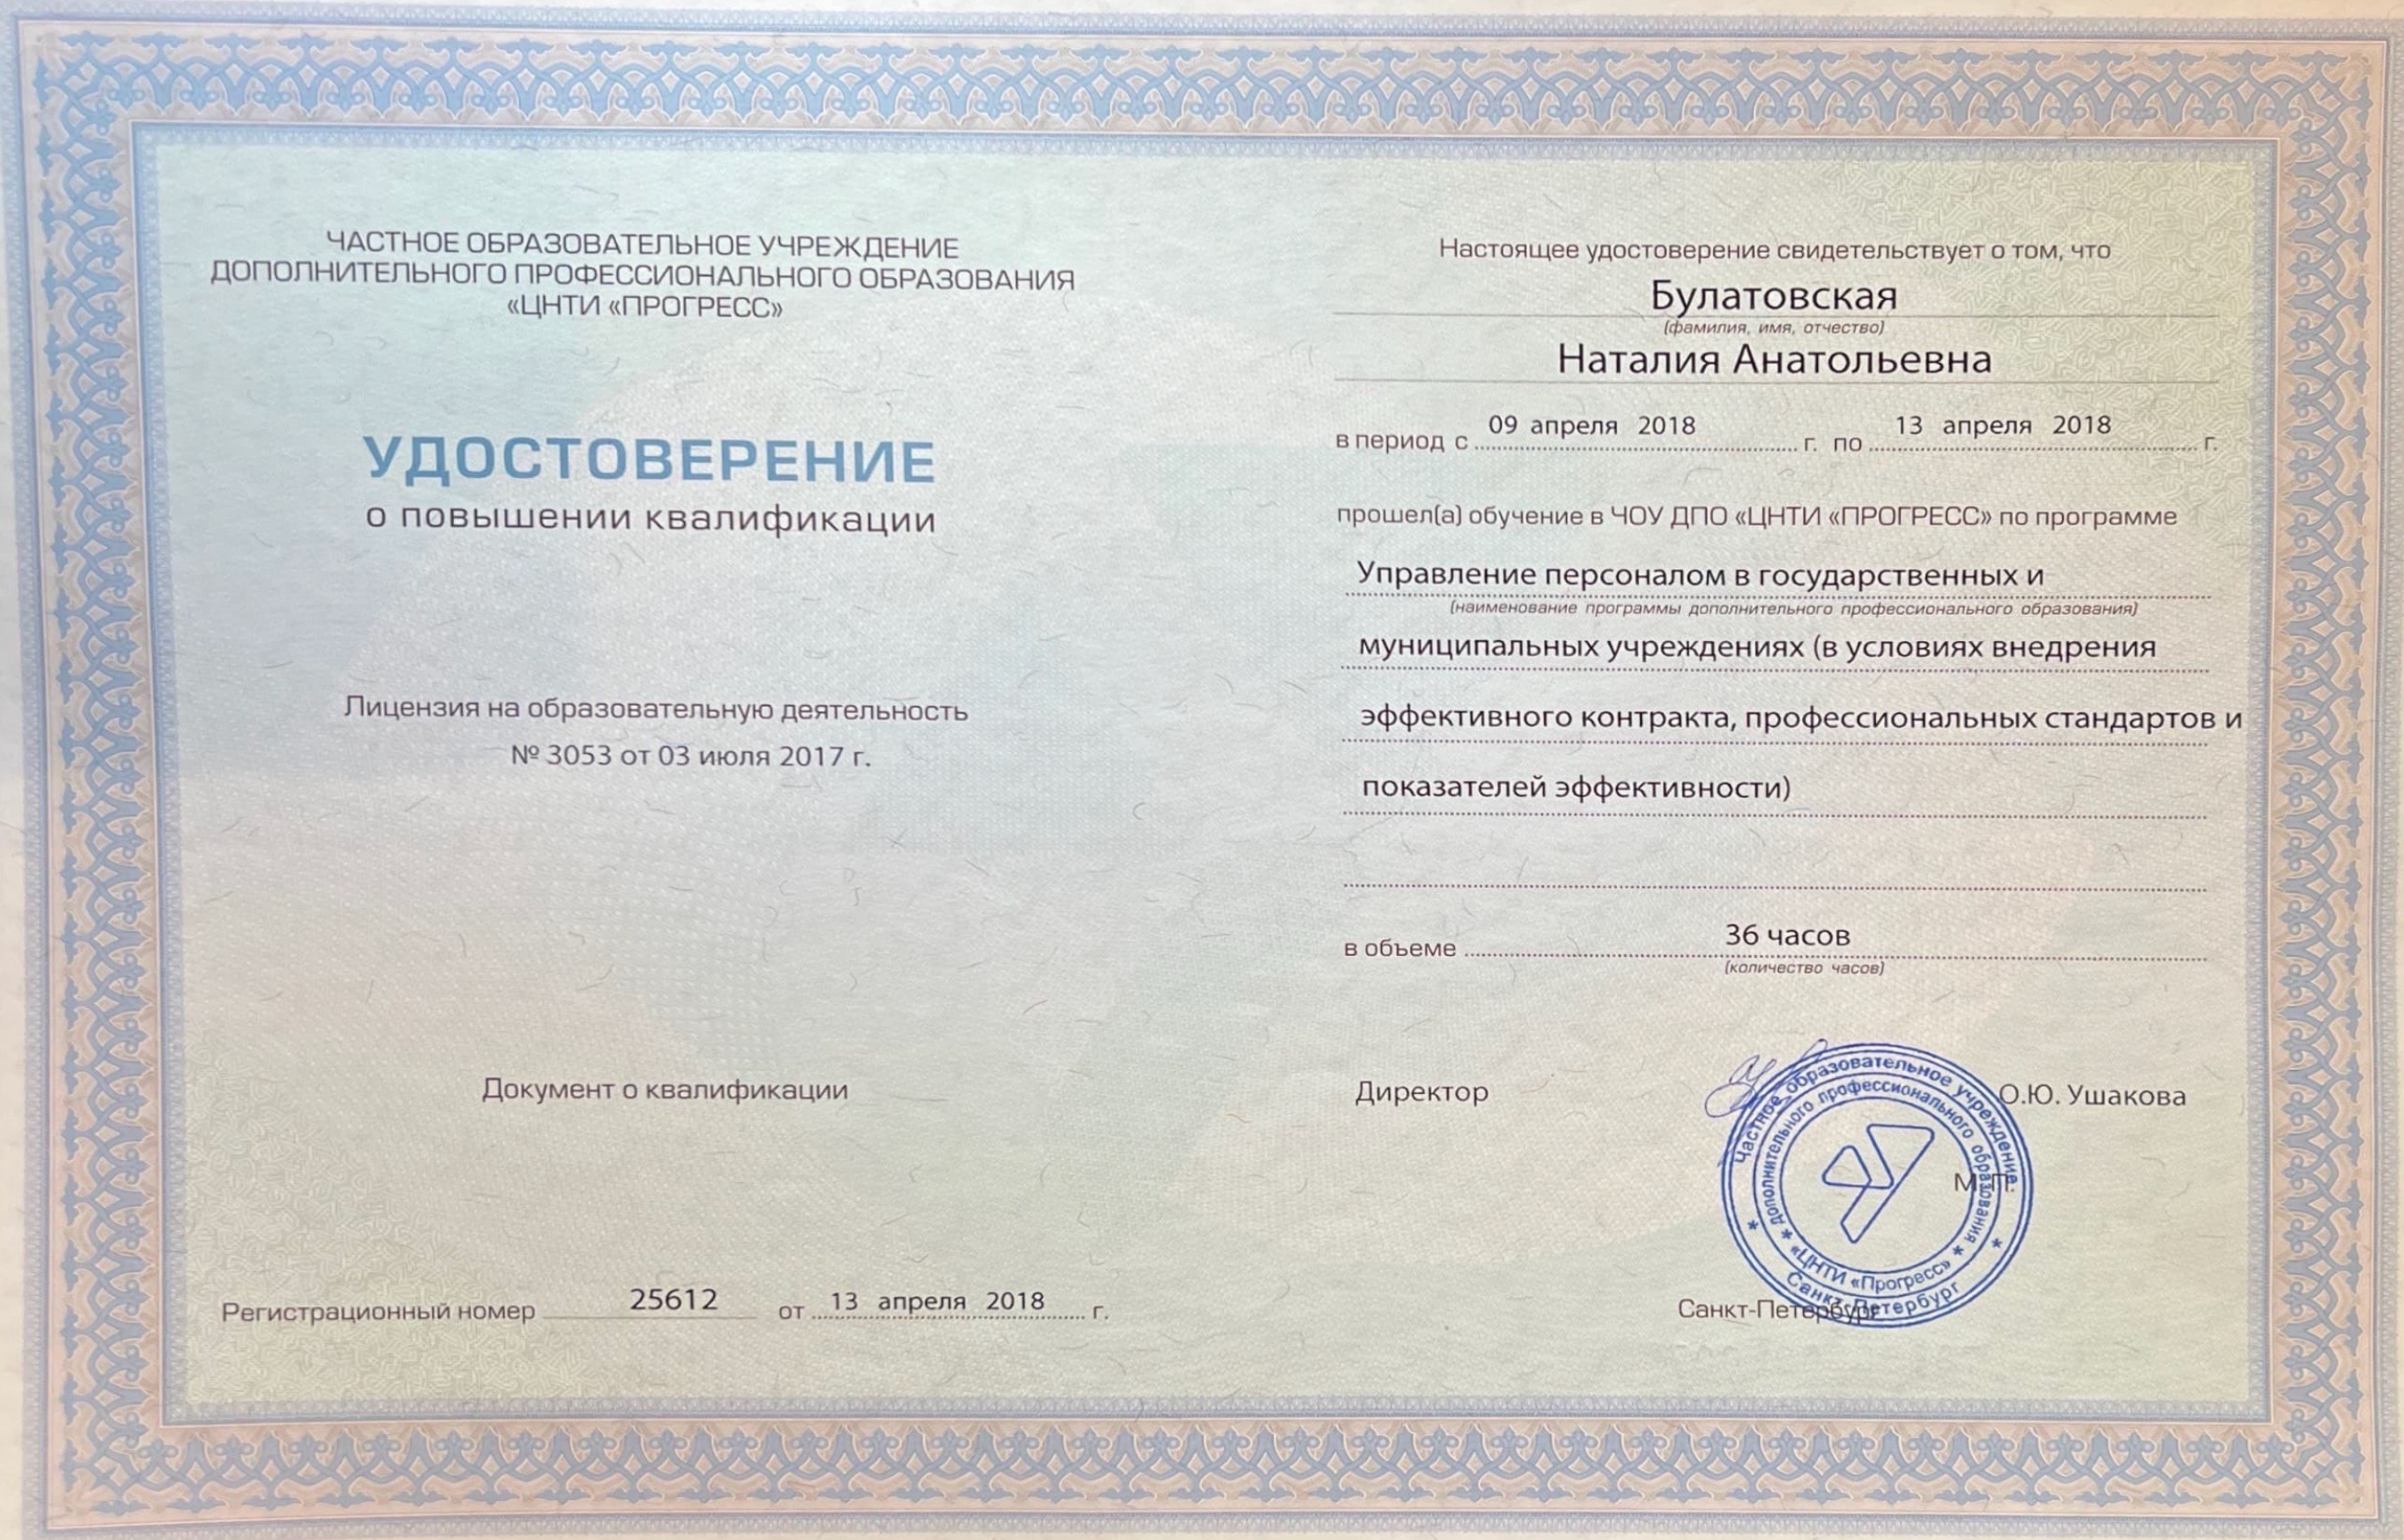 ЧАСТНОЕ ОБРАЗОВАТЕЛЬНОЕ УЧРЕЖДЕНИЕ
ДОПОЛНИТЕЛЬНОГО ПРОФЕССИОНАЛЬНОГО ОБРАЗОВАНИЯ
«ЦНТИ «ПРОГРЕСС»
УДОСТОВЕРЕНИЕ
о повышении квалификации
Лицензия на образовательную деятельность
№ 3053 от 03 июля 2017 г.
Документ о квалификации
Регистрационный номер 25612 от 13 апреля 2018 г.
Настоящее удостоверение свидетельствует о том, что
Булатовская
(фамилия, имя, отчество)
Наталия Анатольевна
в период с 09 апреля 2018 г. по 13 апреля 2018 г.
прошел(а) обучение в ЧОУ ДПО «ЦНТИ «ПРОГРЕСС» по программе
Управление персоналом в государственных и
(наименование программы дополнительного профессионального образования)
муниципальных учреждениях (в условиях внедрения
эффективного контракта, профессиональных стандартов и
показателей эффективности)
в объеме 36 часов
(количество часов)
Директор О.Ю. Ушакова
М.П.
Частное образовательное учреждение
* дополнительного профессионального образования *
«ЦНТИ «Прогресс»
* Санкт-Петербург *
Санкт-Петербург